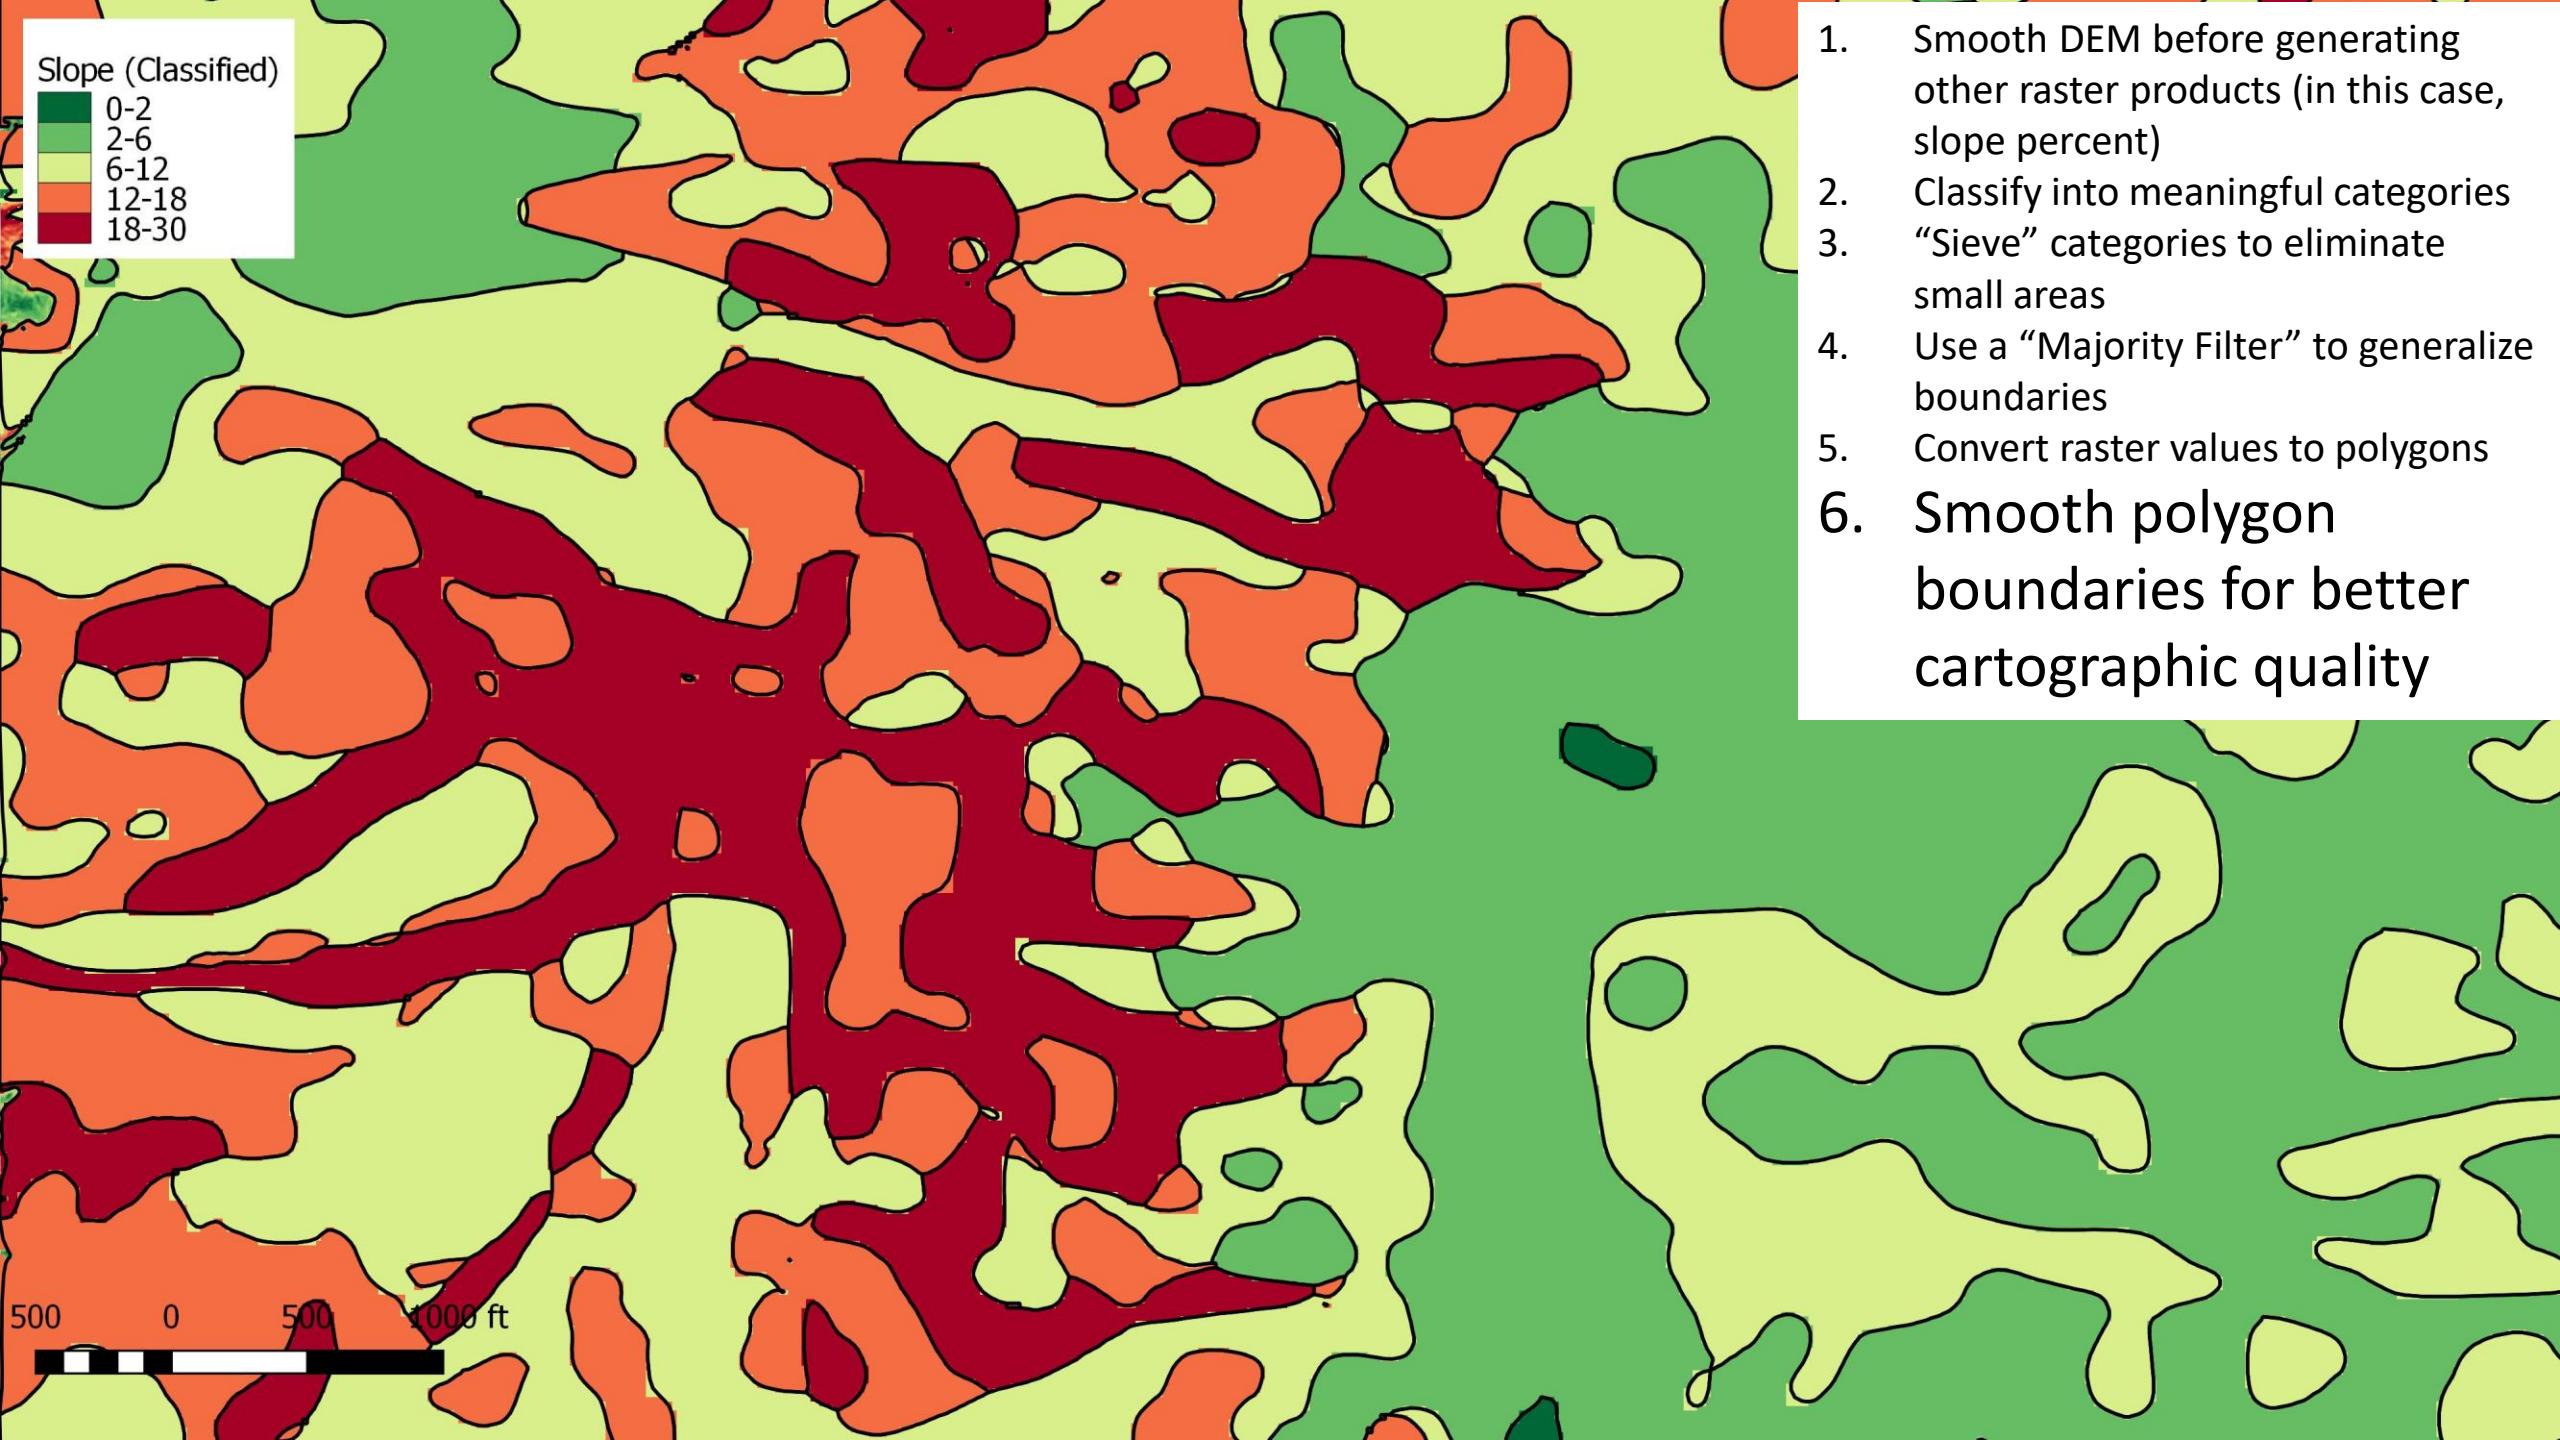 Slope (Classified)
0-2
2-6
6-12
12-18
18-30
1. Smooth DEM before generating
other raster products (in this case,
slope percent)
2. Classify into meaningful categories
3. “Sieve” categories to eliminate
small areas
4. Use a “Majority Filter” to generalize
boundaries
5. Convert raster values to polygons
6. Smooth polygon
boundaries for better
cartographic quality
500 0 500 1000 ft